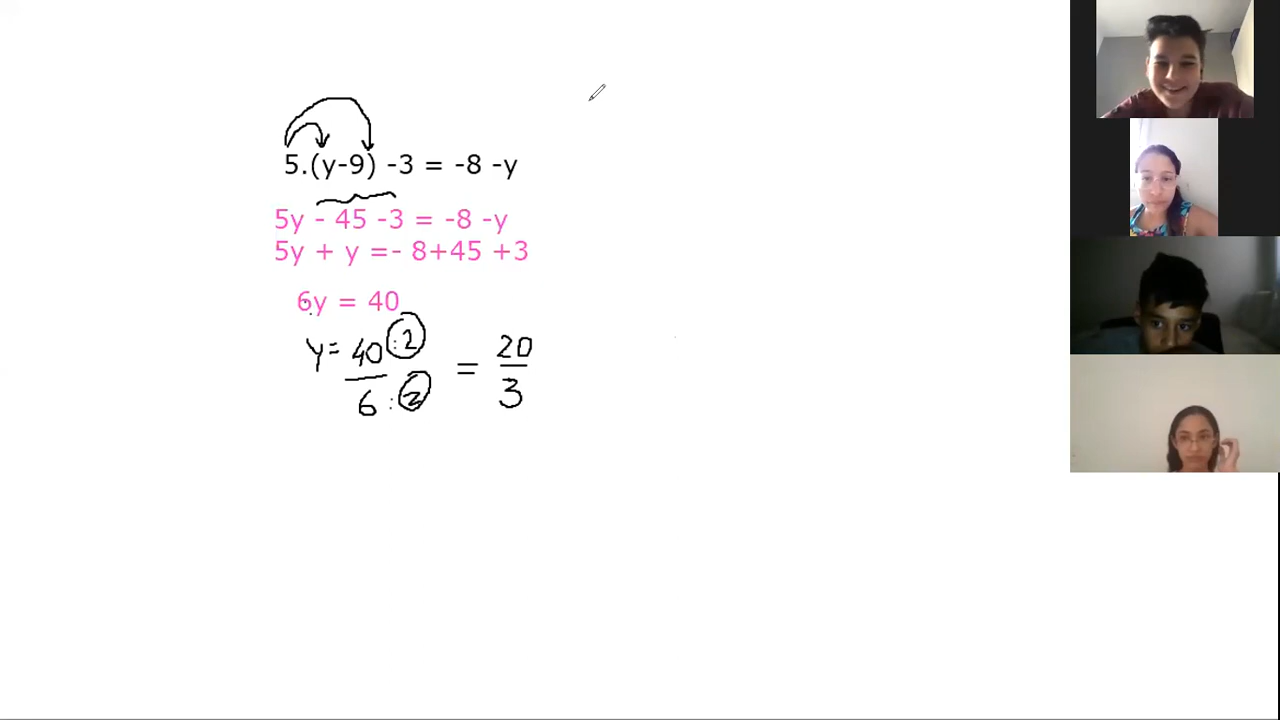 5.(y-9) -3 = -8 -y
5y - 45 -3 = -8 -y
5y + y =- 8+45 +3
6y = 40
y= 40:2 / 6:2 = 20/3